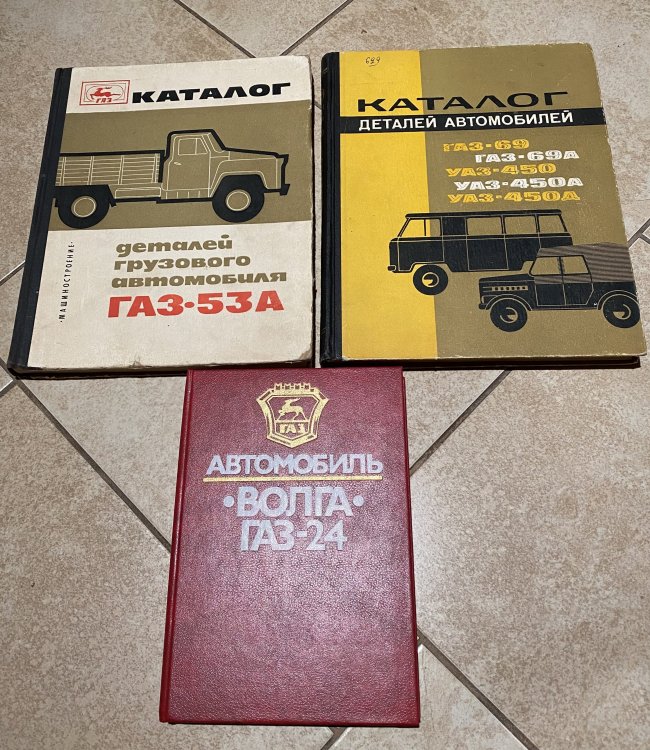 ГАЗ
КАТАЛОГ
деталей
грузового
автомобиля
ГАЗ·53А
·МАШИНОСТРОЕНИЕ·
689
КАТАЛОГ
ДЕТАЛЕЙ АВТОМОБИЛЕЙ
ГАЗ·69
ГАЗ·69А
УАЗ·450
УАЗ·450А
УАЗ·450Д
ГАЗ
АВТОМОБИЛЬ
·ВОЛГА·
ГАЗ-24